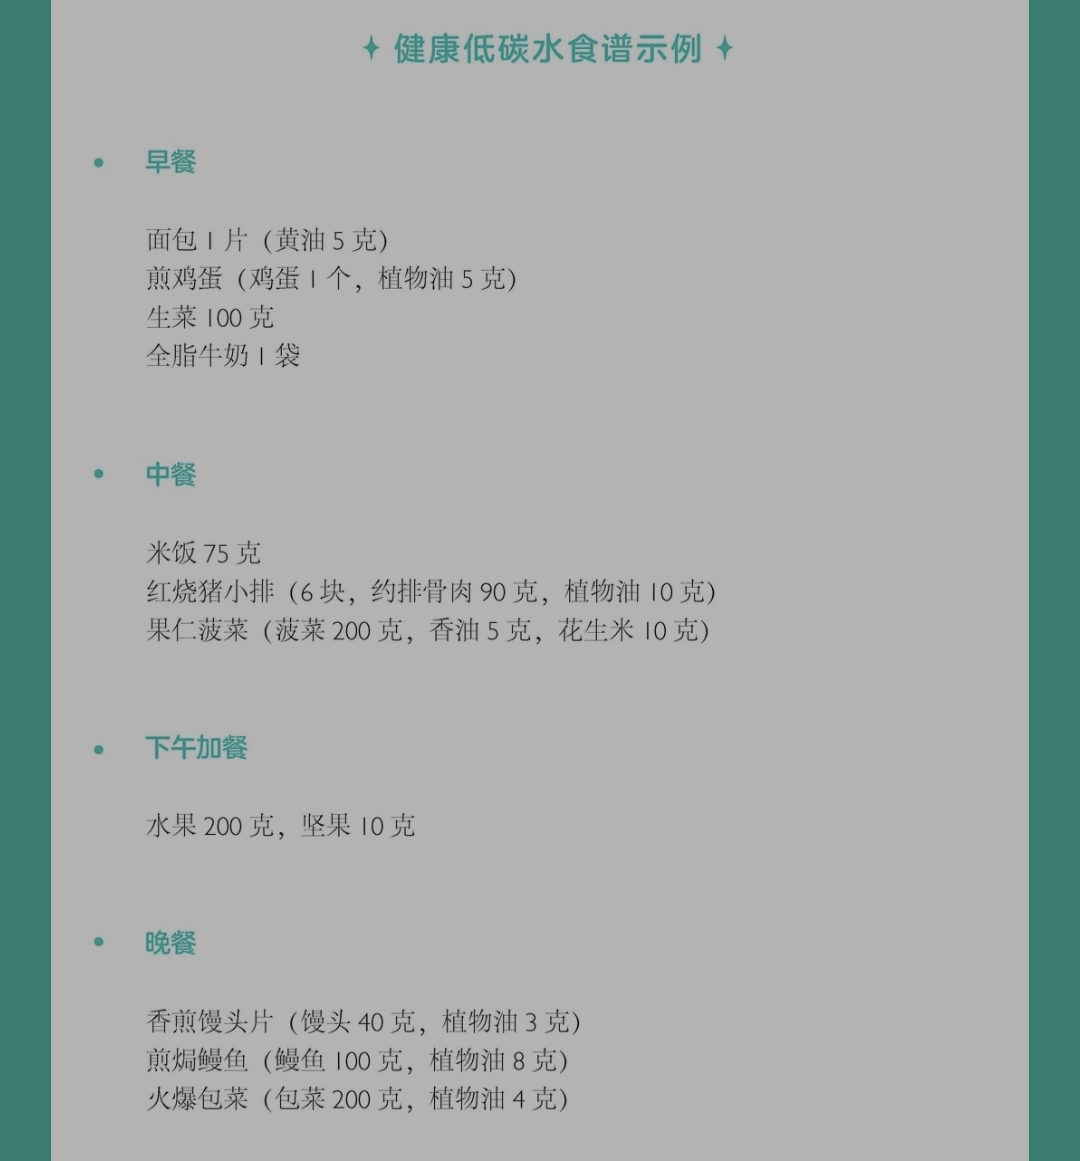 ✦ 健康低碳水食谱示例 ✦
• 早餐
面包 1 片（黄油 5 克）
煎鸡蛋（鸡蛋 1 个，植物油 5 克）
生菜 100 克
全脂牛奶 1 袋
• 中餐
米饭 75 克
红烧猪小排（6 块，约排骨肉 90 克，植物油 10 克）
果仁菠菜（菠菜 200 克，香油 5 克，花生米 10 克）
• 下午加餐
水果 200 克，坚果 10 克
• 晚餐
香煎馒头片（馒头 40 克，植物油 3 克）
煎焗鳗鱼（鳗鱼 100 克，植物油 8 克）
火爆包菜（包菜 200 克，植物油 4 克）